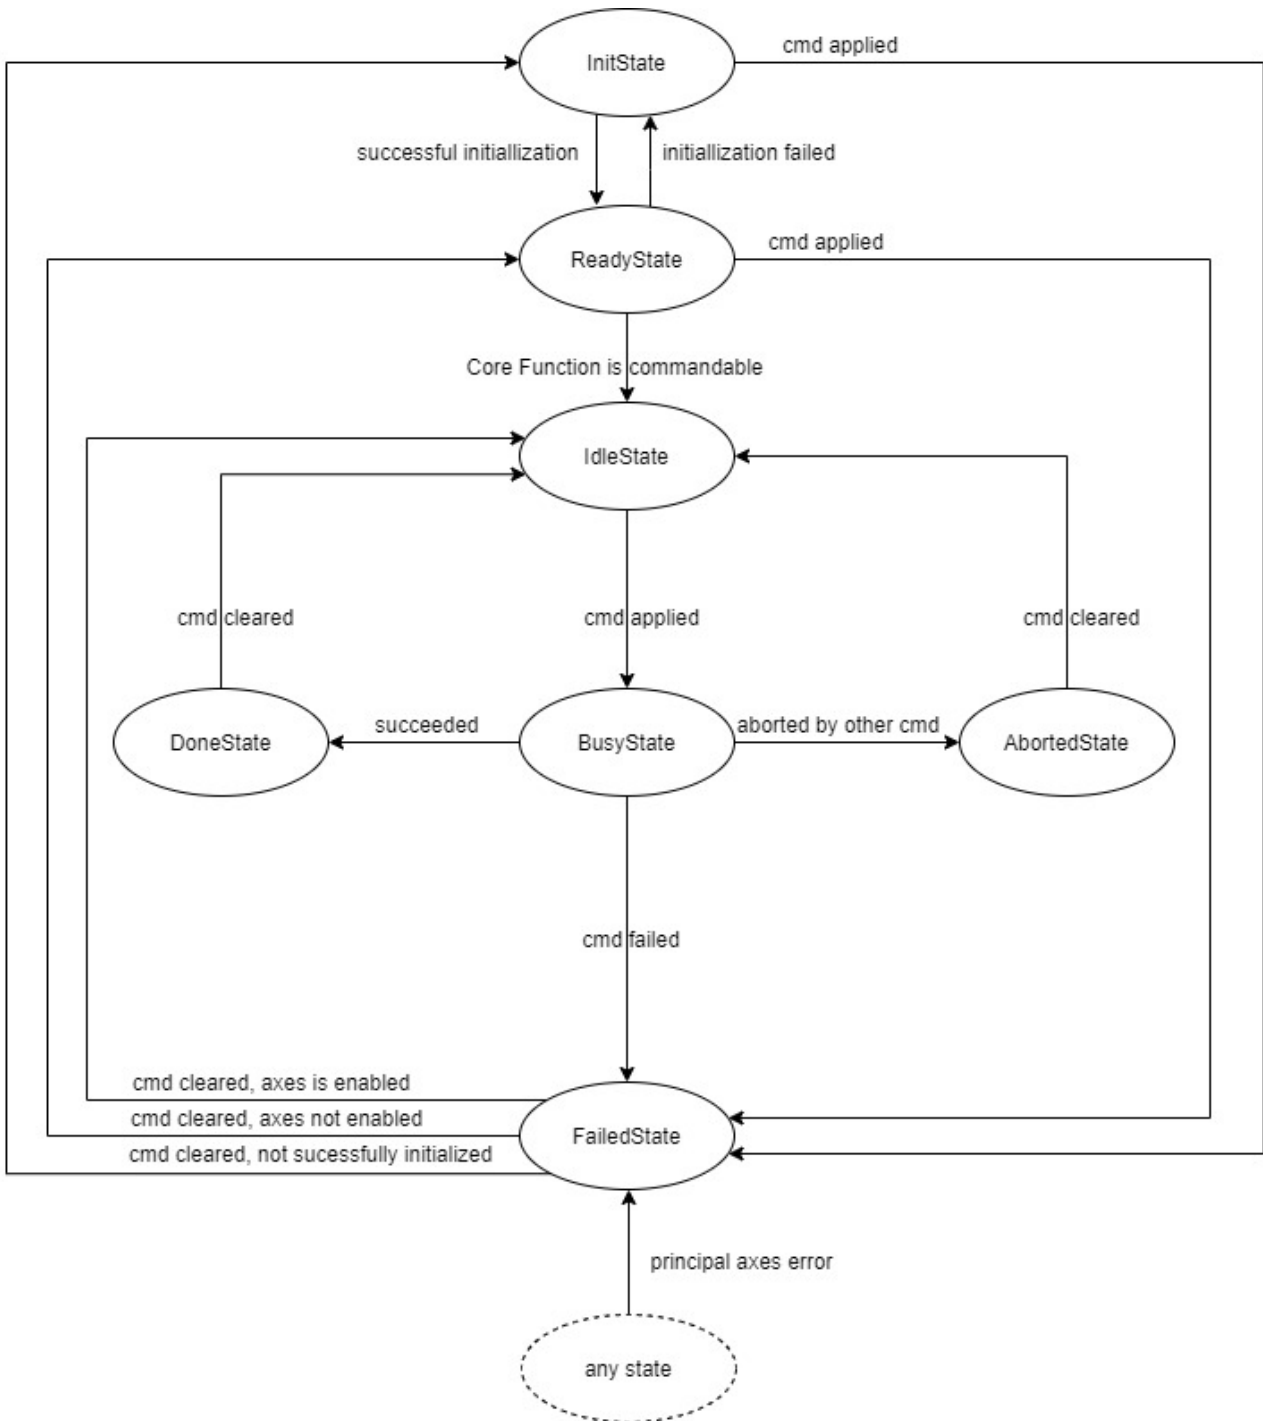 InitState
cmd applied
successful initiallization
initiallization failed
ReadyState
cmd applied
Core Function is commandable
IdleState
cmd cleared
cmd applied
cmd cleared
DoneState
succeeded
BusyState
aborted by other cmd
AbortedState
cmd failed
cmd cleared, axes is enabled
cmd cleared, axes not enabled
cmd cleared, not sucessfully initialized
FailedState
principal axes error
any state